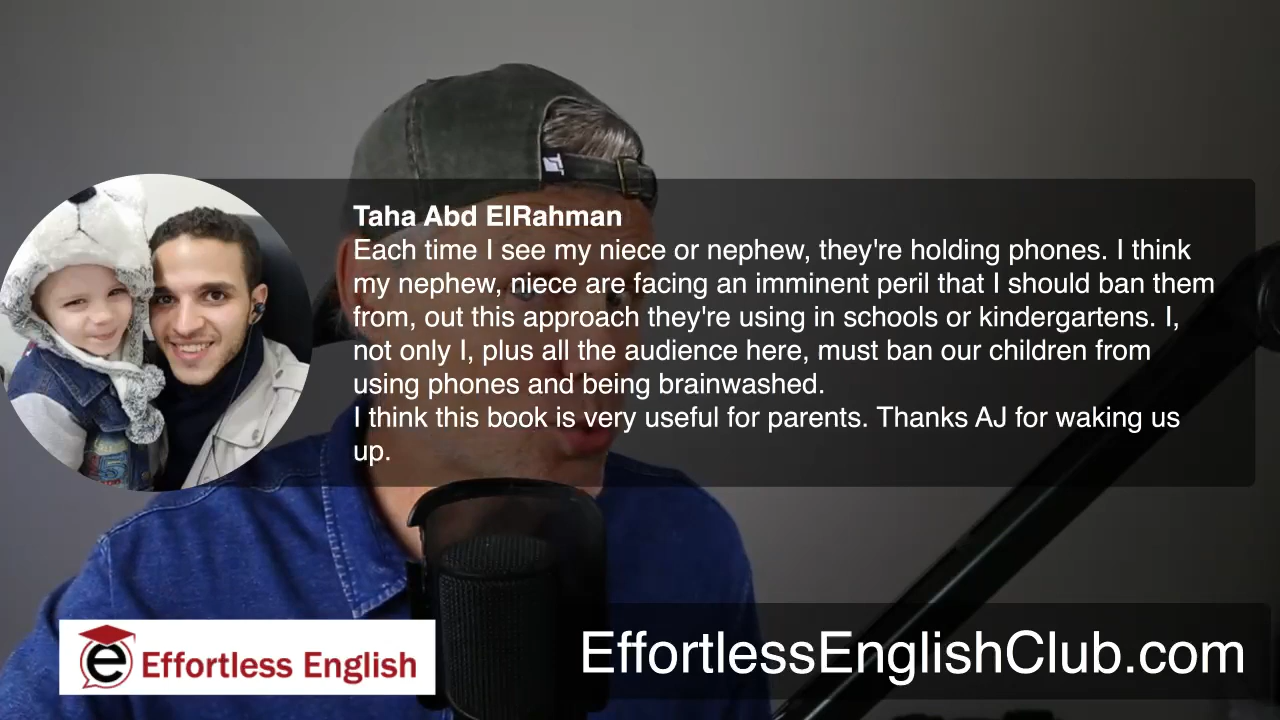 Taha Abd ElRahman
Each time I see my niece or nephew, they're holding phones. I think
my nephew, niece are facing an imminent peril that I should ban them
from, out this approach they're using in schools or kindergartens. I,
not only I, plus all the audience here, must ban our children from
using phones and being brainwashed.
I think this book is very useful for parents. Thanks AJ for waking us
up.
e Effortless English
EffortlessEnglishClub.com